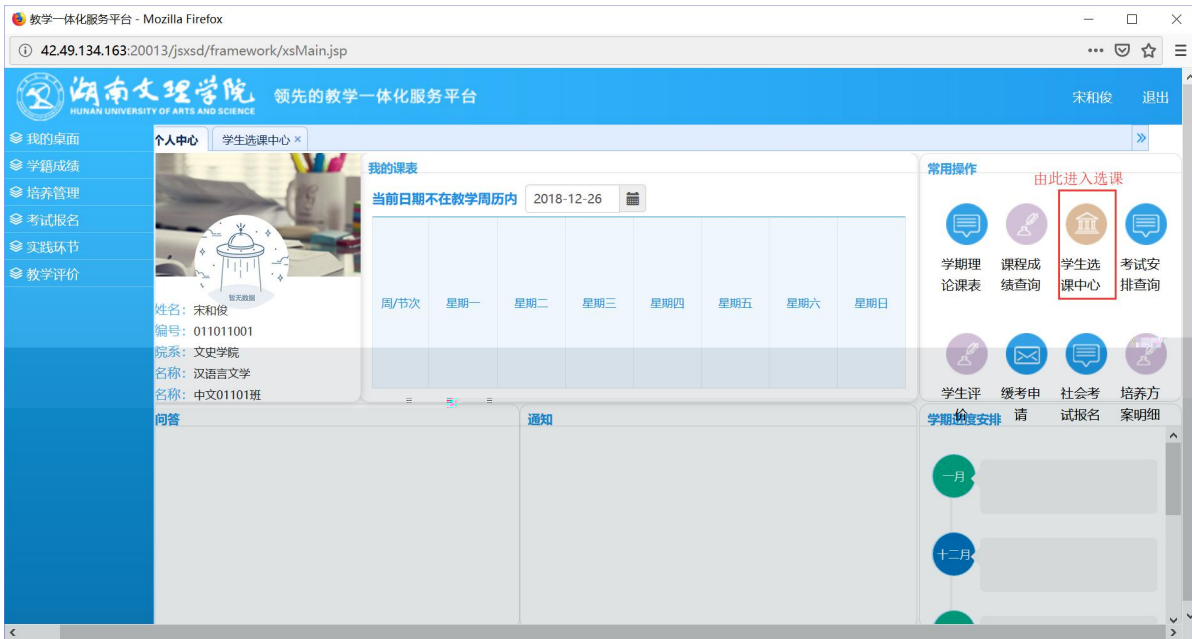 教学一体化服务平台 - Mozilla Firefox
42.49.134.163:20013/jsxsd/framework/xsMain.jsp
湖南文理学院
HUNAN UNIVERSITY OF ARTS AND SCIENCE
领先的教学一体化服务平台
宋和俊 退出
我的桌面
学籍成绩
培养管理
考试报名
实践环节
教学评价
个人中心 学生选课中心 ×
暂无数据
姓名：宋和俊
编号：011011001
院系：文史学院
名称：汉语言文学
名称：中文01101班
我的课表
当前日期不在教学周历内 2018-12-26
周/节次 星期一 星期二 星期三 星期四 星期五 星期六 星期日
常用操作
由此进入选课
学期理论课表
课程成绩查询
学生选课中心
考试安排查询
学生评价
缓考申请
社会考试报名
培养方案明细
问答
通知
学期进度安排
一月
十二月